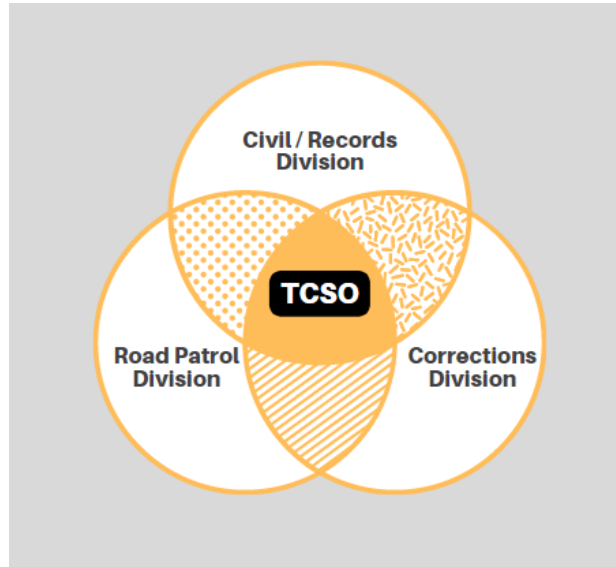 Civil / Records
Division
TCSO
Road Patrol
Division
Corrections
Division